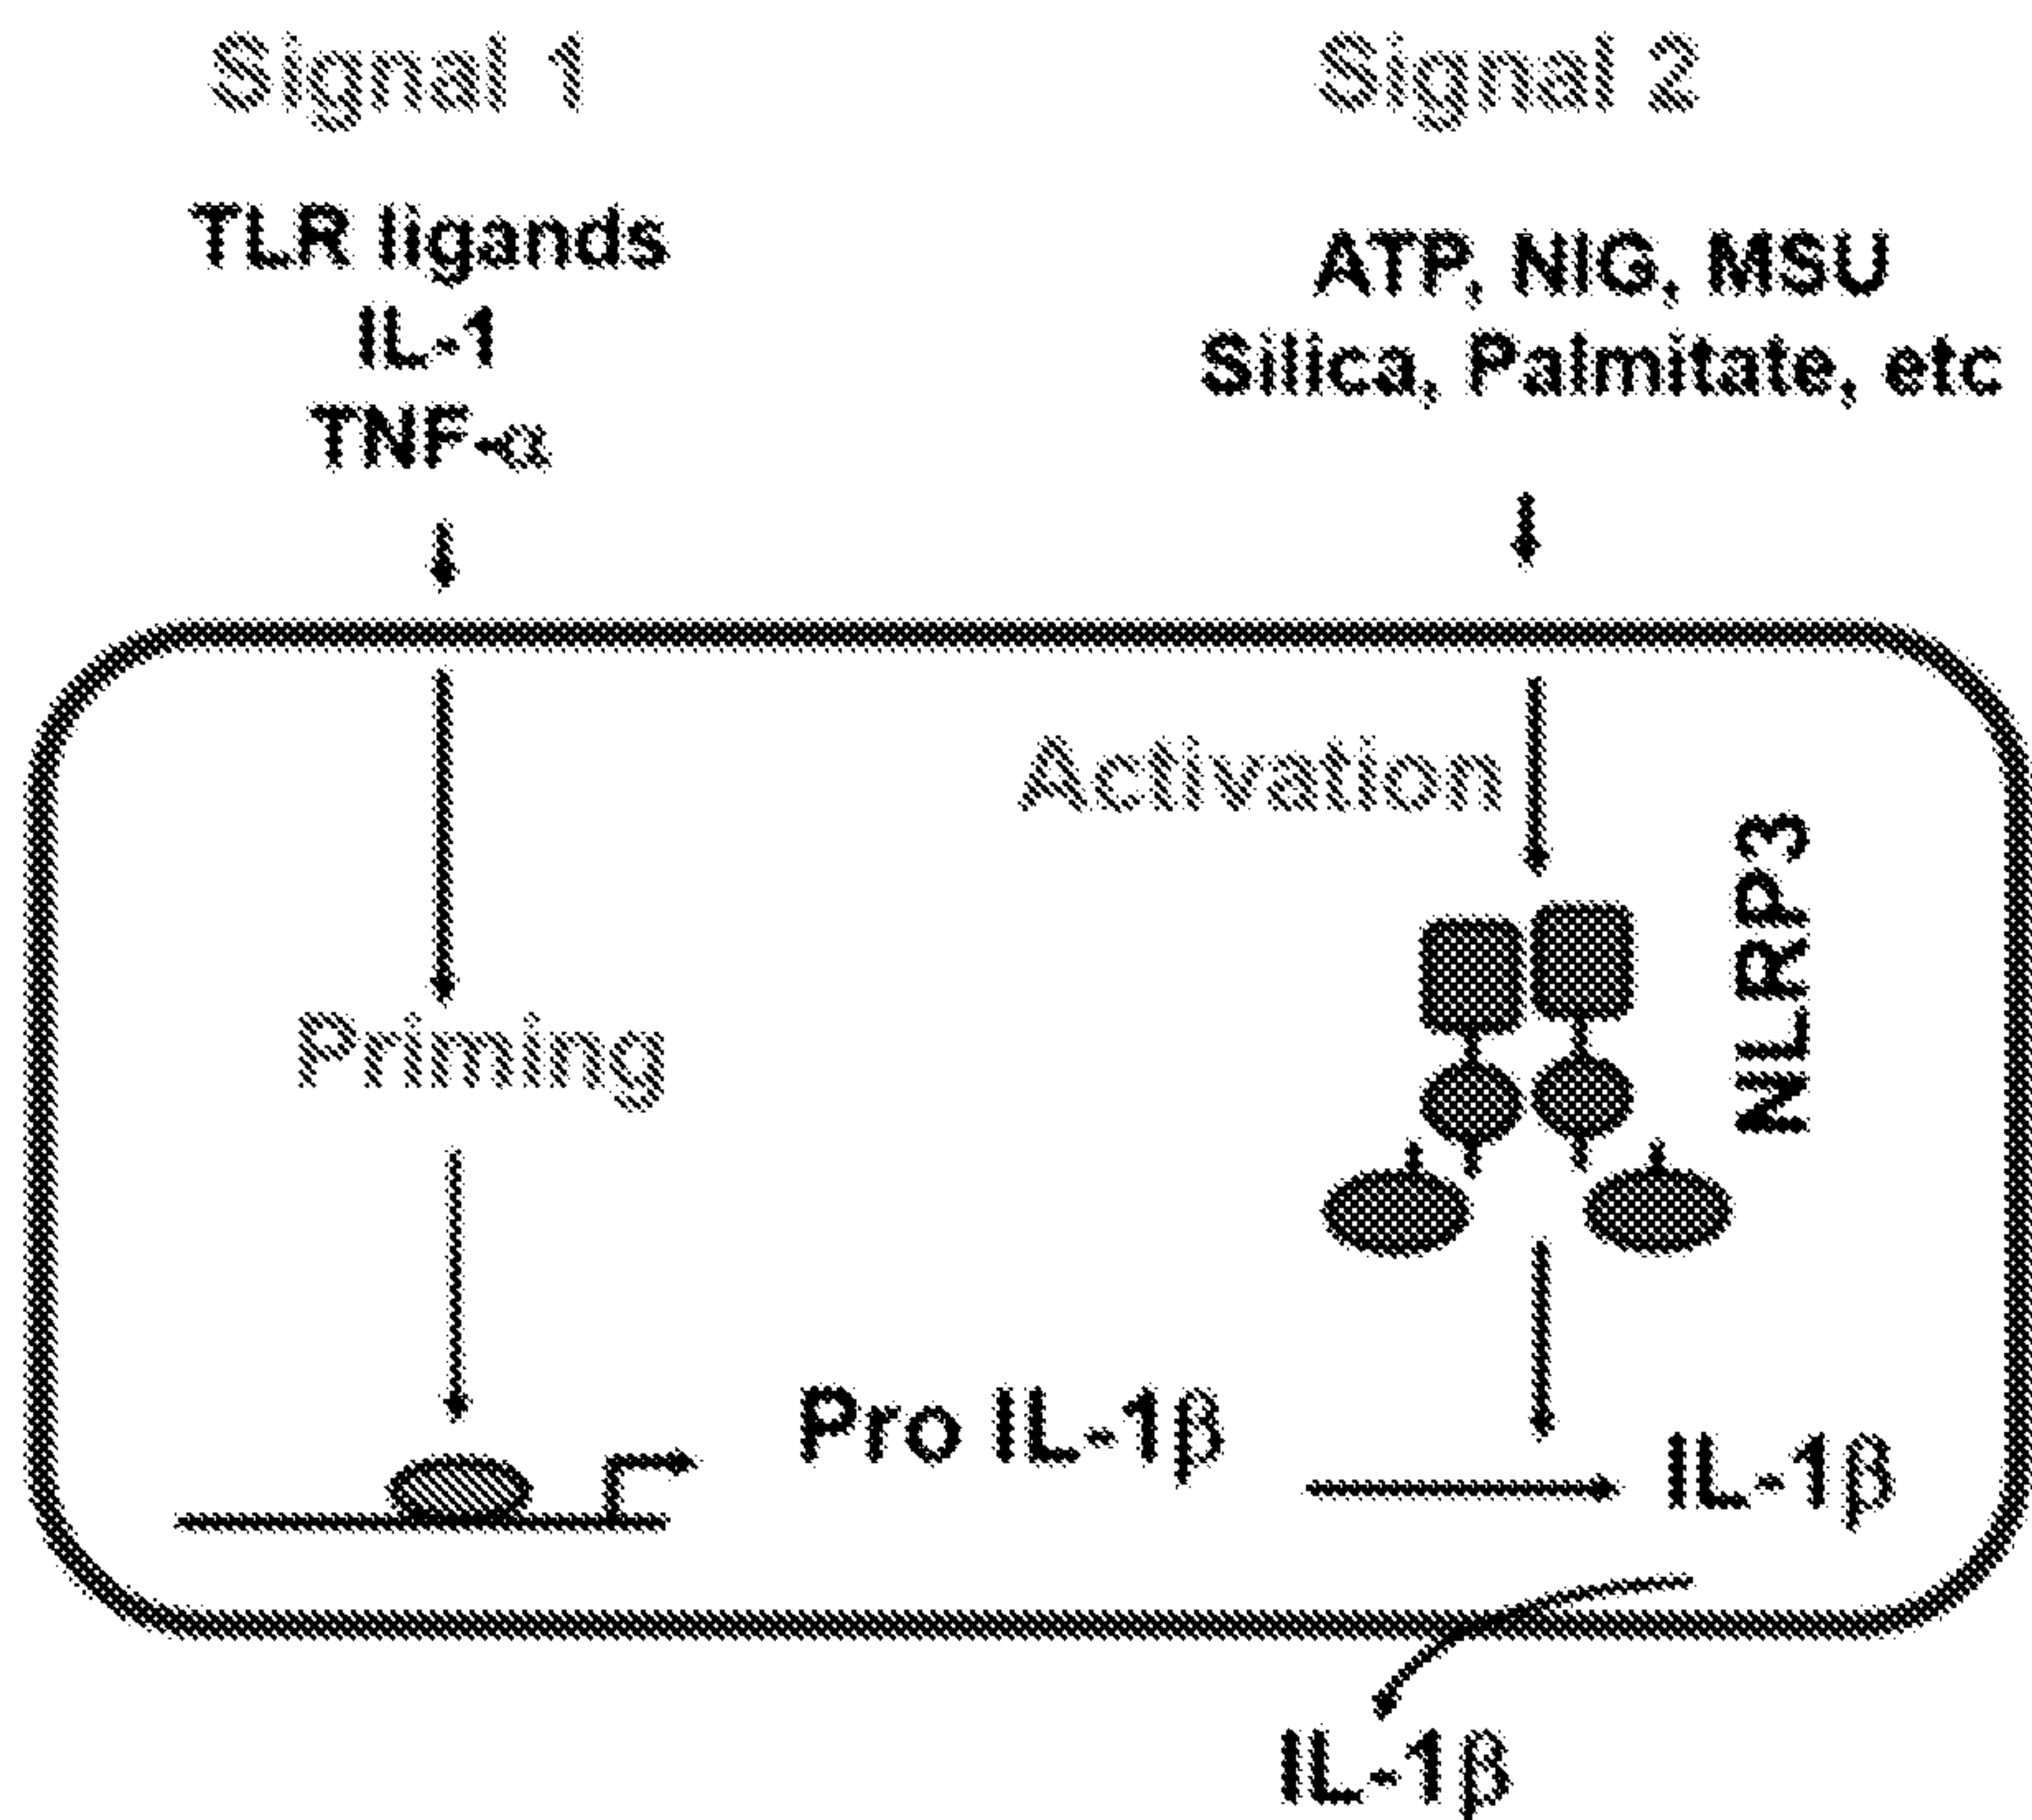 Signal 1
TLR ligands
IL-1
TNF-α
Signal 2
ATP, NIG, MSU
Silica, Palmitate, etc
Activation
NLRP3
Priming
Pro IL-1β
IL-1β
IL-1β